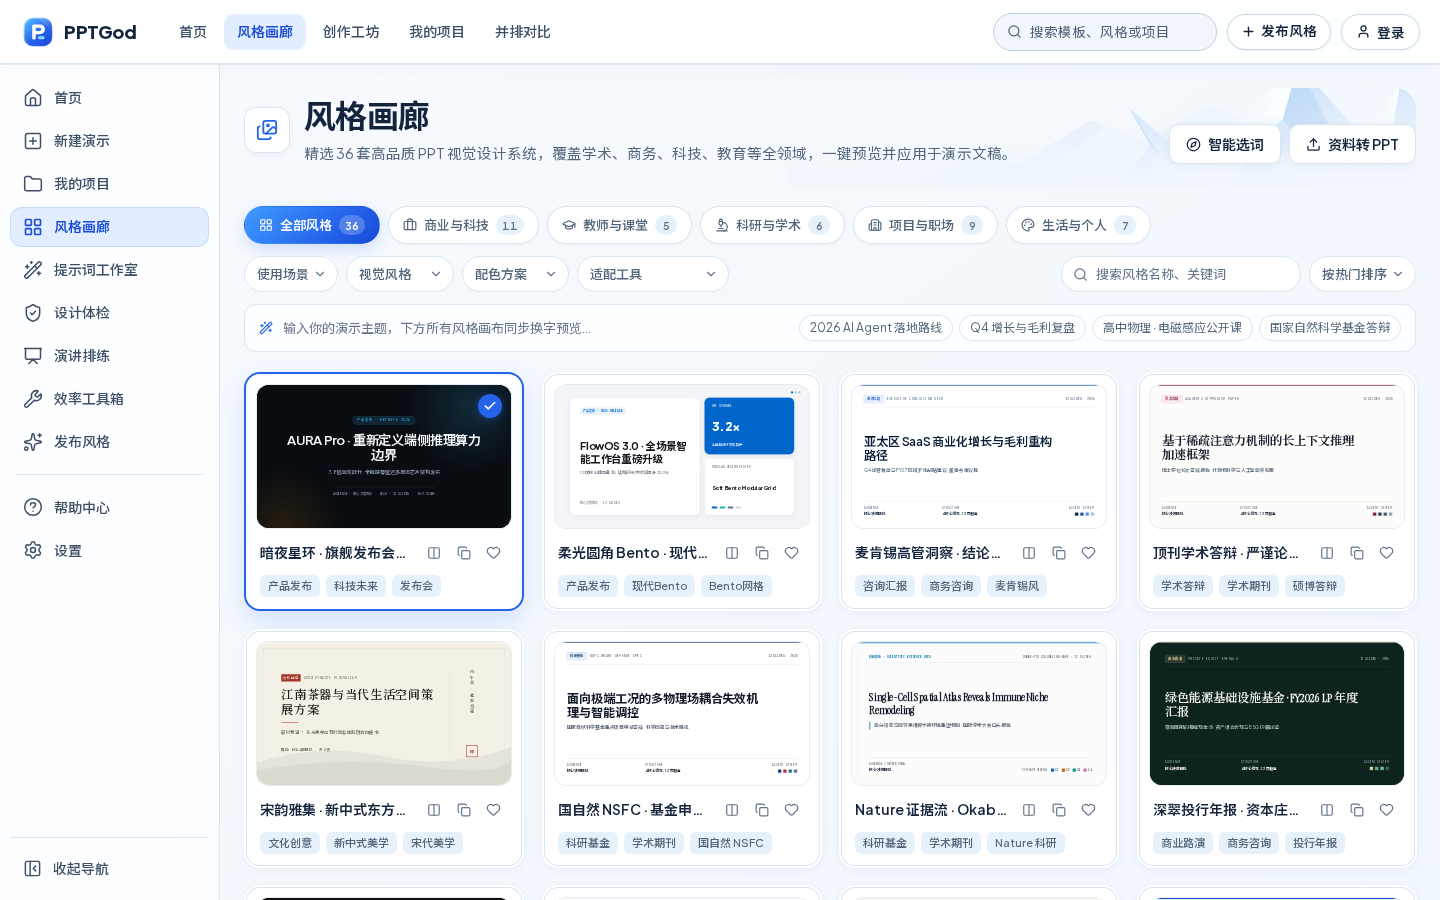 PPTGod
首页
风格画廊
创作工坊
我的项目
并排对比
搜索模板、风格或项目
发布风格
登录
首页
新建演示
我的项目
风格画廊
提示词工作室
设计体检
演讲排练
效率工具箱
发布风格
帮助中心
设置
收起导航
风格画廊
精选 36 套高品质 PPT 视觉设计系统，覆盖学术、商务、科技、教育等全领域，一键预览并应用于演示文稿。
智能选词
资料转 PPT
全部风格 36
商业与科技 11
教师与课堂 5
科研与学术 6
项目与职场 9
生活与个人 7
使用场景
视觉风格
配色方案
适配工具
搜索风格名称、关键词
按热门排序
输入你的演示主题，下方所有风格画布同步换字预览...
2026 AI Agent 落地路线
Q4 增长与毛利复盘
高中物理 · 电磁感应公开课
国家自然科学基金答辩
AURA Pro · 重新定义端侧推理算力
边界
暗夜星环 · 旗舰发布会...
产品发布
科技未来
发布会
FlowOS 3.0 · 全场景智
能工作台重磅升级
3.2x
Soft Bento Modular Grid
柔光圆角 Bento · 现代...
产品发布
现代Bento
Bento网格
亚太区 SaaS 商业化增长与毛利重构
路径
麦肯锡高管洞察 · 结论...
咨询汇报
商务咨询
麦肯锡风
基于稀疏注意力机制的长上下文推理
加速框架
顶刊学术答辩 · 严谨论...
学术答辩
学术期刊
硕博答辩
江南茶器与当代生活空间策
展方案
宋韵雅集 · 新中式东方...
文化创意
新中式美学
宋代美学
面向极端工况的多物理场耦合失效机
理与智能调控
国自然 NSFC · 基金申...
科研基金
学术期刊
国自然 NSFC
Single-Cell Spatial Atlas Reveals Immune Niche
Remodeling
Nature 证据流 · Okab...
科研基金
学术期刊
Nature 科研
绿色能源基础设施基金 · FY2026 LP 年度
汇报
深翠投行年报 · 资本庄...
商业路演
商务咨询
投行年报